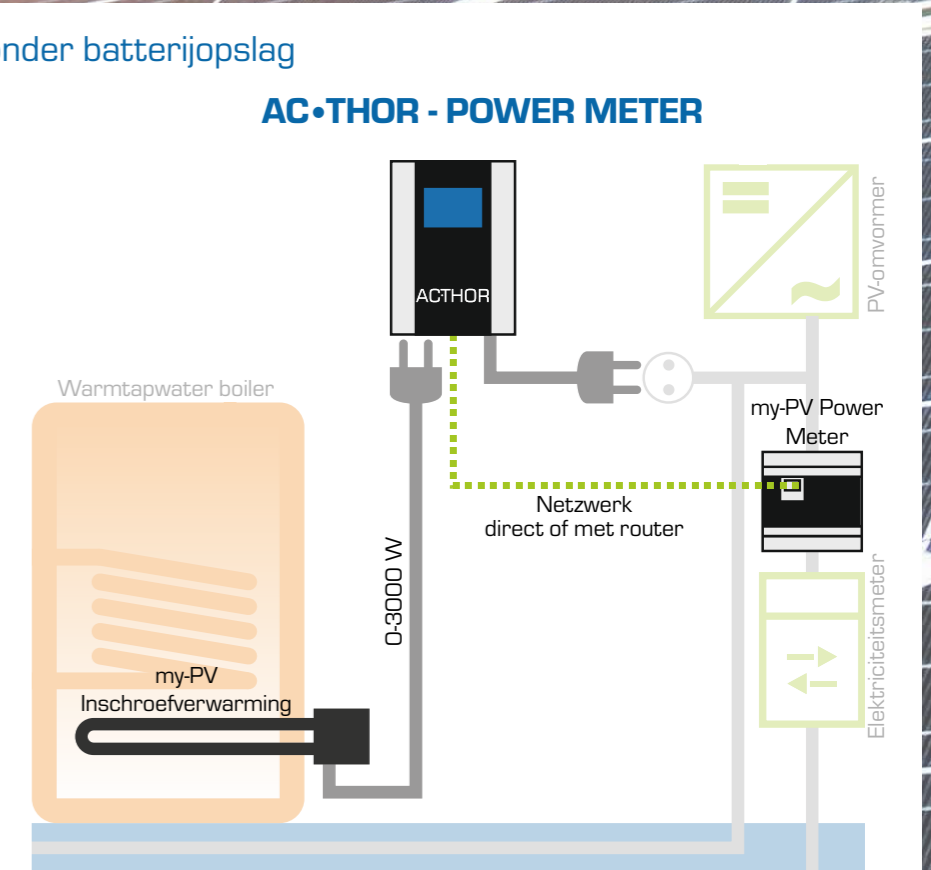 onder batterijopslag
AC•THOR - POWER METER
PV-omvormer
ACTHOR
Warmtapwater boiler
my-PV Power
Meter
Netzwerk
direct of met router
0-3000 W
Elektriciteitsmeter
my-PV
Inschroefverwarming